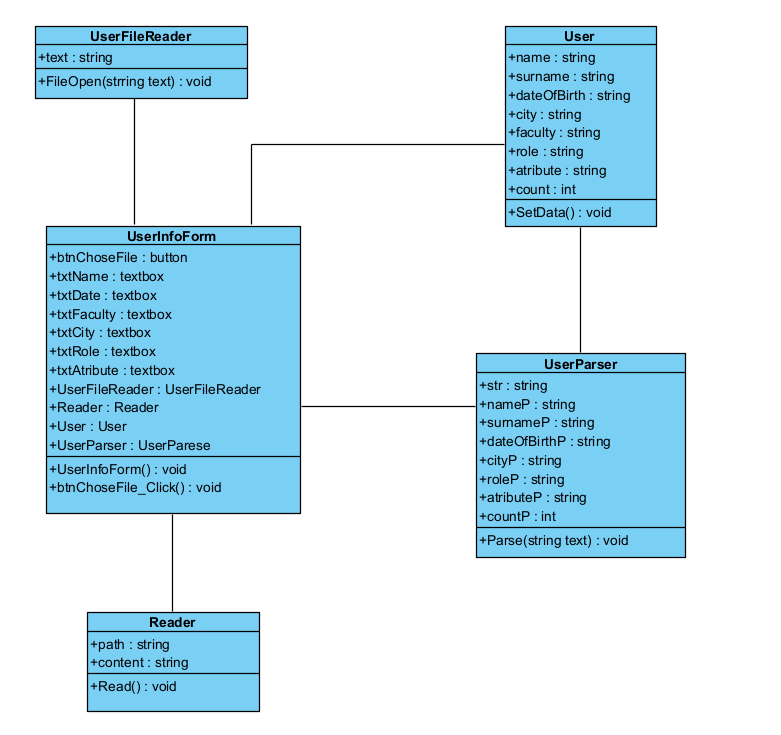 UserFileReader
+text : string
+FileOpen(strring text) : void
User
+name : string
+surname : string
+dateOfBirth : string
+city : string
+faculty : string
+role : string
+atribute : string
+count : int
+SetData() : void
UserInfoForm
+btnChoseFile : button
+txtName : textbox
+txtDate : textbox
+txtFaculty : textbox
+txtCity : textbox
+txtRole : textbox
+txtAtribute : textbox
+UserFileReader : UserFileReader
+Reader : Reader
+User : User
+UserParser : UserParese
+UserInfoForm() : void
+btnChoseFile_Click() : void
UserParser
+str : string
+nameP : string
+surnameP : string
+dateOfBirthP : string
+cityP : string
+roleP : string
+atributeP : string
+countP : int
+Parse(string text) : void
Reader
+path : string
+content : string
+Read() : void